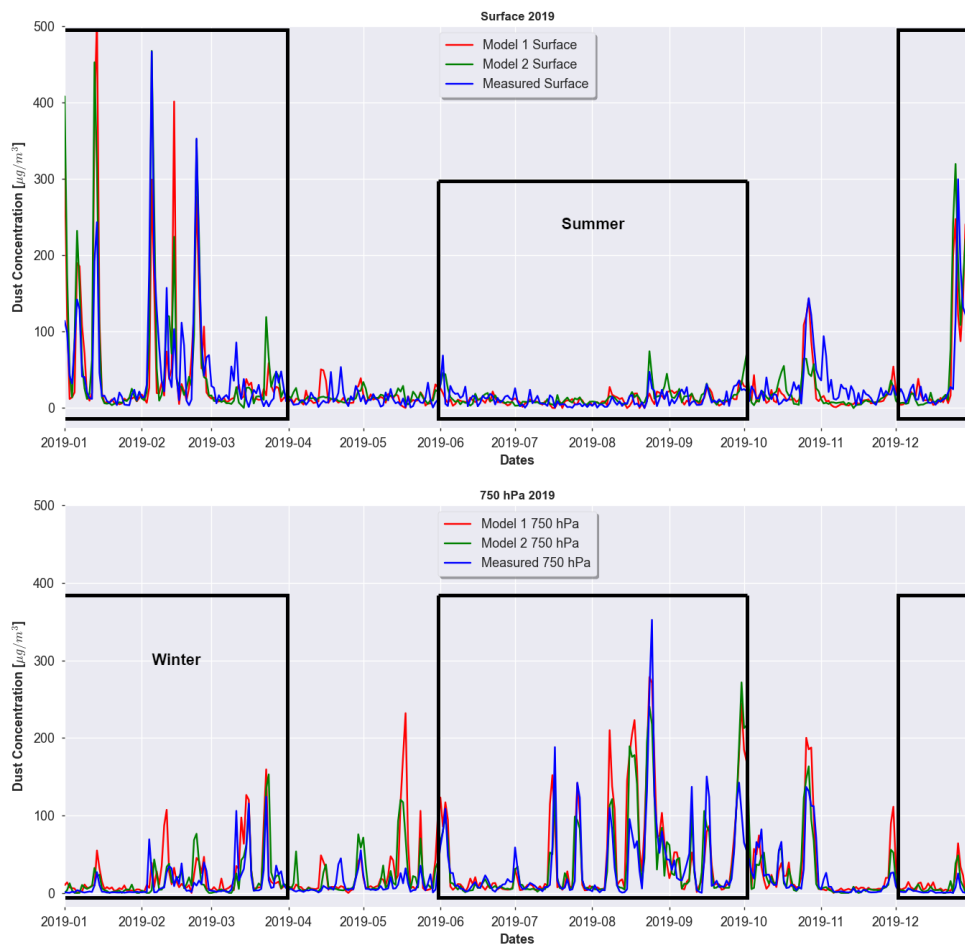 Surface 2019
500
400
300
200
100
0
Dust Concentration [μg/m³]
Model 1 Surface
Model 2 Surface
Measured Surface
Summer
2019-01 2019-02 2019-03 2019-04 2019-05 2019-06 2019-07 2019-08 2019-09 2019-10 2019-11 2019-12
Dates
750 hPa 2019
500
400
300
200
100
0
Dust Concentration [μg/m³]
Model 1 750 hPa
Model 2 750 hPa
Measured 750 hPa
Winter
2019-01 2019-02 2019-03 2019-04 2019-05 2019-06 2019-07 2019-08 2019-09 2019-10 2019-11 2019-12
Dates